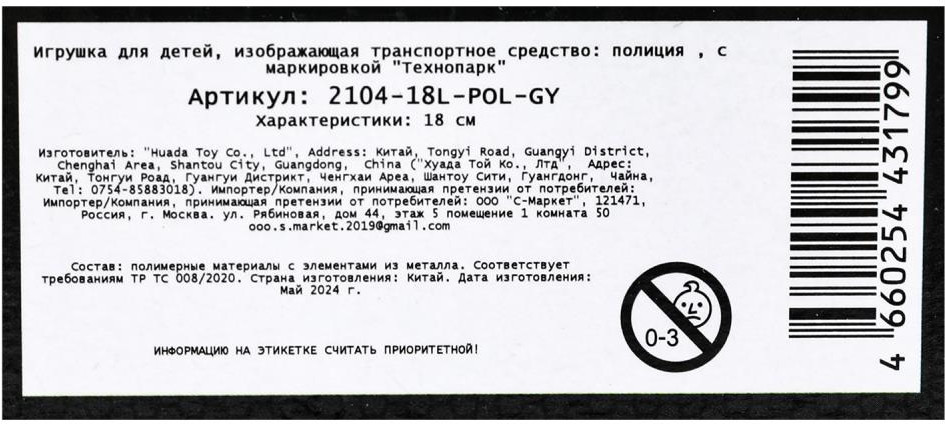 Игрушка для детей, изображающая транспортное средство: полиция , с
маркировкой "Технопарк"
Артикул: 2104-18L-POL-GY
Характеристики: 18 см
Изготовитель: "Huada Toy Co., Ltd", Address: Китай, Tongyi Road, Guangyi District,
Chenghai Area, Shantou City, Guangdong, China ("Хуада Той Ко., Лтд", Адрес:
Китай, Тонгуи Роад, Гуангуи Дистрикт, ЧенгхаиАреа, Шантоу Сити, Гуангдонг, Чайна,
Tel: 0754-85883018). Импортер/Компания, принимающая претензии от потребителей:
Импортер/Компания, принимающая претензии от потребителей: ООО "С-Маркет", 121471,
Россия, г. Москва. ул. Рябиновая, дом 44, этаж 5 помещение 1 комната 50
ooo.s.market.2019@gmail.com
Состав: полимерные материалы с элементами из металла. Соответствует
требованиям ТР ТС 008/2020. Страна изготовления: Китай. Дата изготовления:
Май 2024 г.
ИНФОРМАЦИЮ НА ЭТИКЕТКЕ СЧИТАТЬ ПРИОРИТЕТНОЙ!
0-3
4 660254 431799